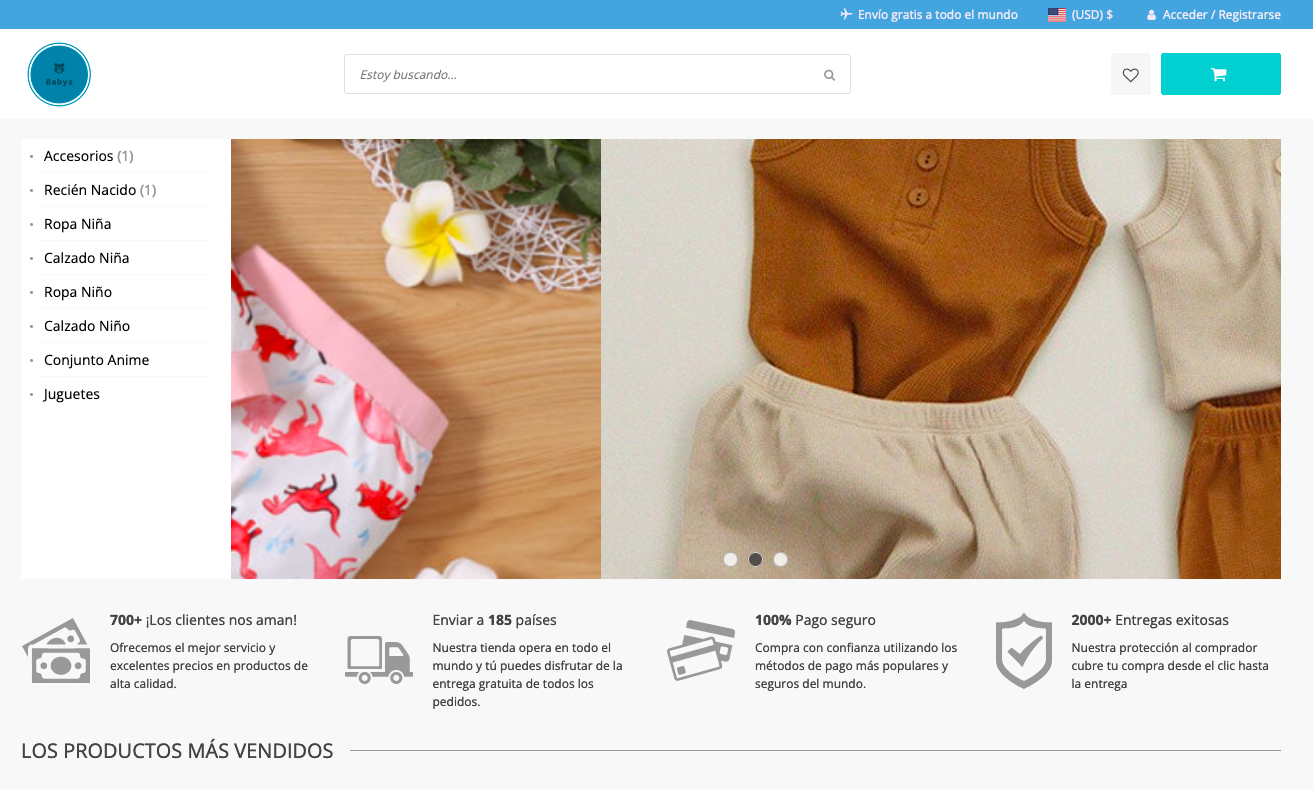 Envío gratis a todo el mundo
(USD) $
Acceder / Registrarse
Babys
Estoy buscando...
Accesorios (1)
Recién Nacido (1)
Ropa Niña
Calzado Niña
Ropa Niño
Calzado Niño
Conjunto Anime
Juguetes
700+ ¡Los clientes nos aman!
Ofrecemos el mejor servicio y
excelentes precios en productos de
alta calidad.
Enviar a 185 países
Nuestra tienda opera en todo el
mundo y tú puedes disfrutar de la
entrega gratuita de todos los
pedidos.
100% Pago seguro
Compra con confianza utilizando los
métodos de pago más populares y
seguros del mundo.
2000+ Entregas exitosas
Nuestra protección al comprador
cubre tu compra desde el clic hasta
la entrega
LOS PRODUCTOS MÁS VENDIDOS